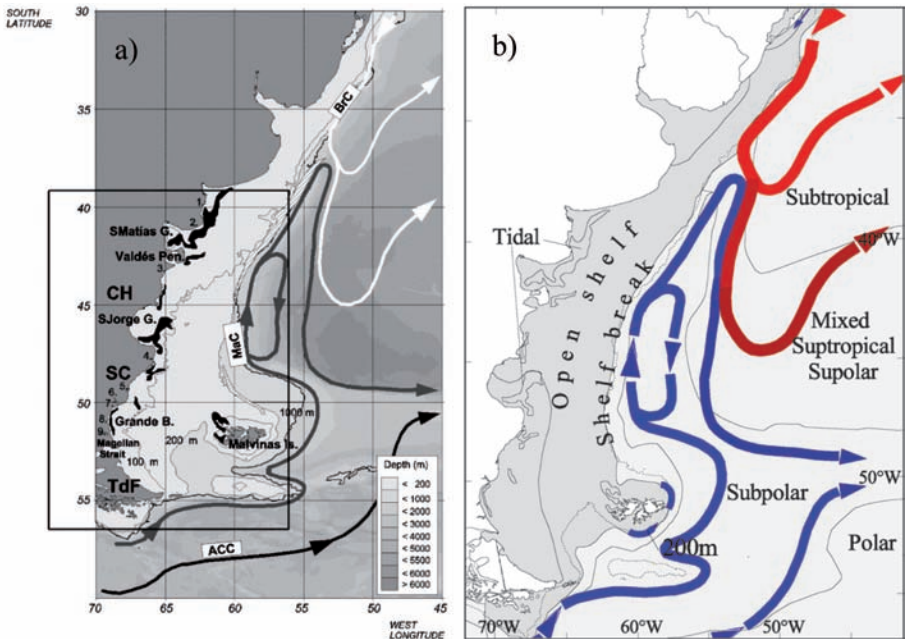 SOUTH
LATITUDE
a)
30
35
40
45
50
55
BrC
1.
2.
SMatías G.
Valdés Pen.
3.
CH
SJorge G.
MaC
4.
SC
5.
6.
7.
8.
Grande B.
9.
Magellan
Strait
100 m
200 m
1000 m
Malvinas Is.
TdF
ACC
Depth (m)
< 200
< 1000
< 2000
< 3000
< 4000
< 5000
< 5500
< 6000
> 6000
70
65
60
55
50
45
WEST
LONGITUDE
b)
Tidal
Open shelf
Shelf break
Subtropical
40°W
Mixed
Suptropical
Supolar
50°W
Subpolar
Polar
200m
70°W
60°W
50°W